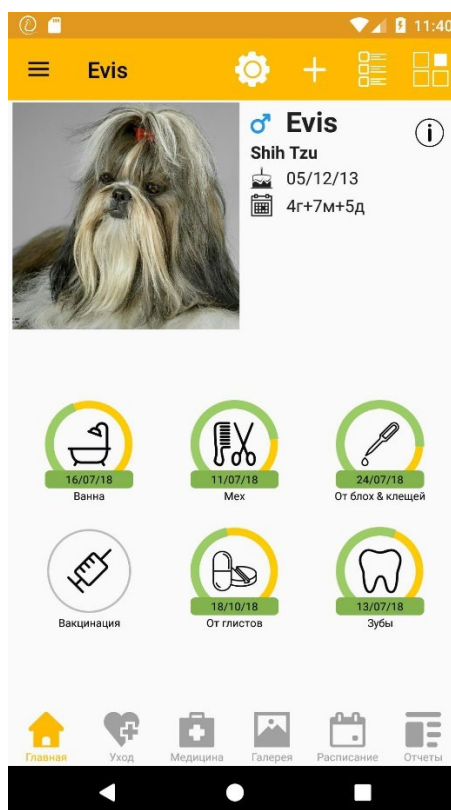 11:40
Evis
Evis
Shih Tzu
05/12/13
4г+7м+5д
16/07/18
Ванна
11/07/18
Мех
24/07/18
От блох & клещей
Вакцинация
18/10/18
От глистов
13/07/18
Зубы
Главная
Уход
Медицина
Галерея
Расписание
Отчеты